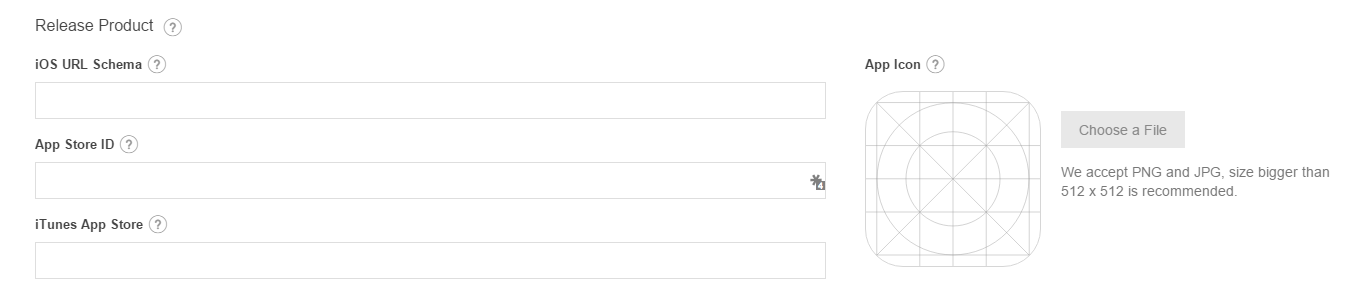 Release Product ?
iOS URL Schema ?
App Store ID ?
4
iTunes App Store ?
App Icon ?
Choose a File
We accept PNG and JPG, size bigger than
512 x 512 is recommended.